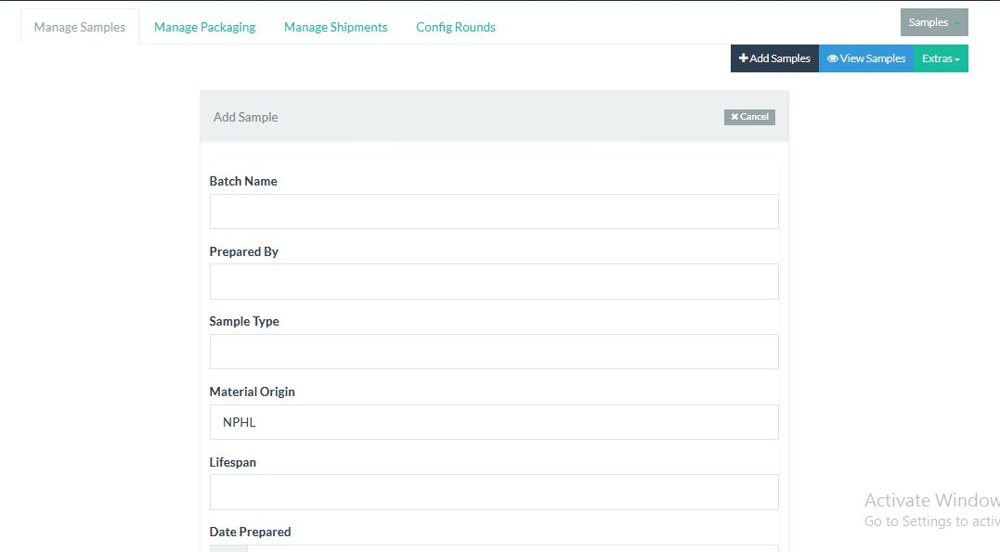 Manage Samples Manage Packaging Manage Shipments Config Rounds Samples
Add Samples View Samples Extras
Add Sample Cancel
Batch Name
Prepared By
Sample Type
Material Origin
NPHL
Lifespan
Activate Window
Go to Settings to activ
Date Prepared